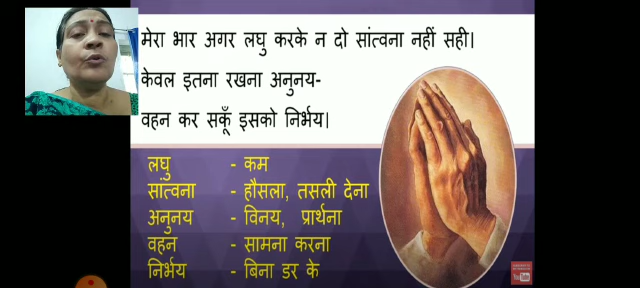 मेरा भार अगर लघु करके न दो सांत्वना नहीं सही।
केवल इतना रखना अनुनय-
वहन कर सकूँ इसको निर्भय।
लघु - कम
सांत्वना - हौसला, तसली देना
अनुनय - विनय, प्रार्थना
वहन - सामना करना
निर्भय - बिना डर के